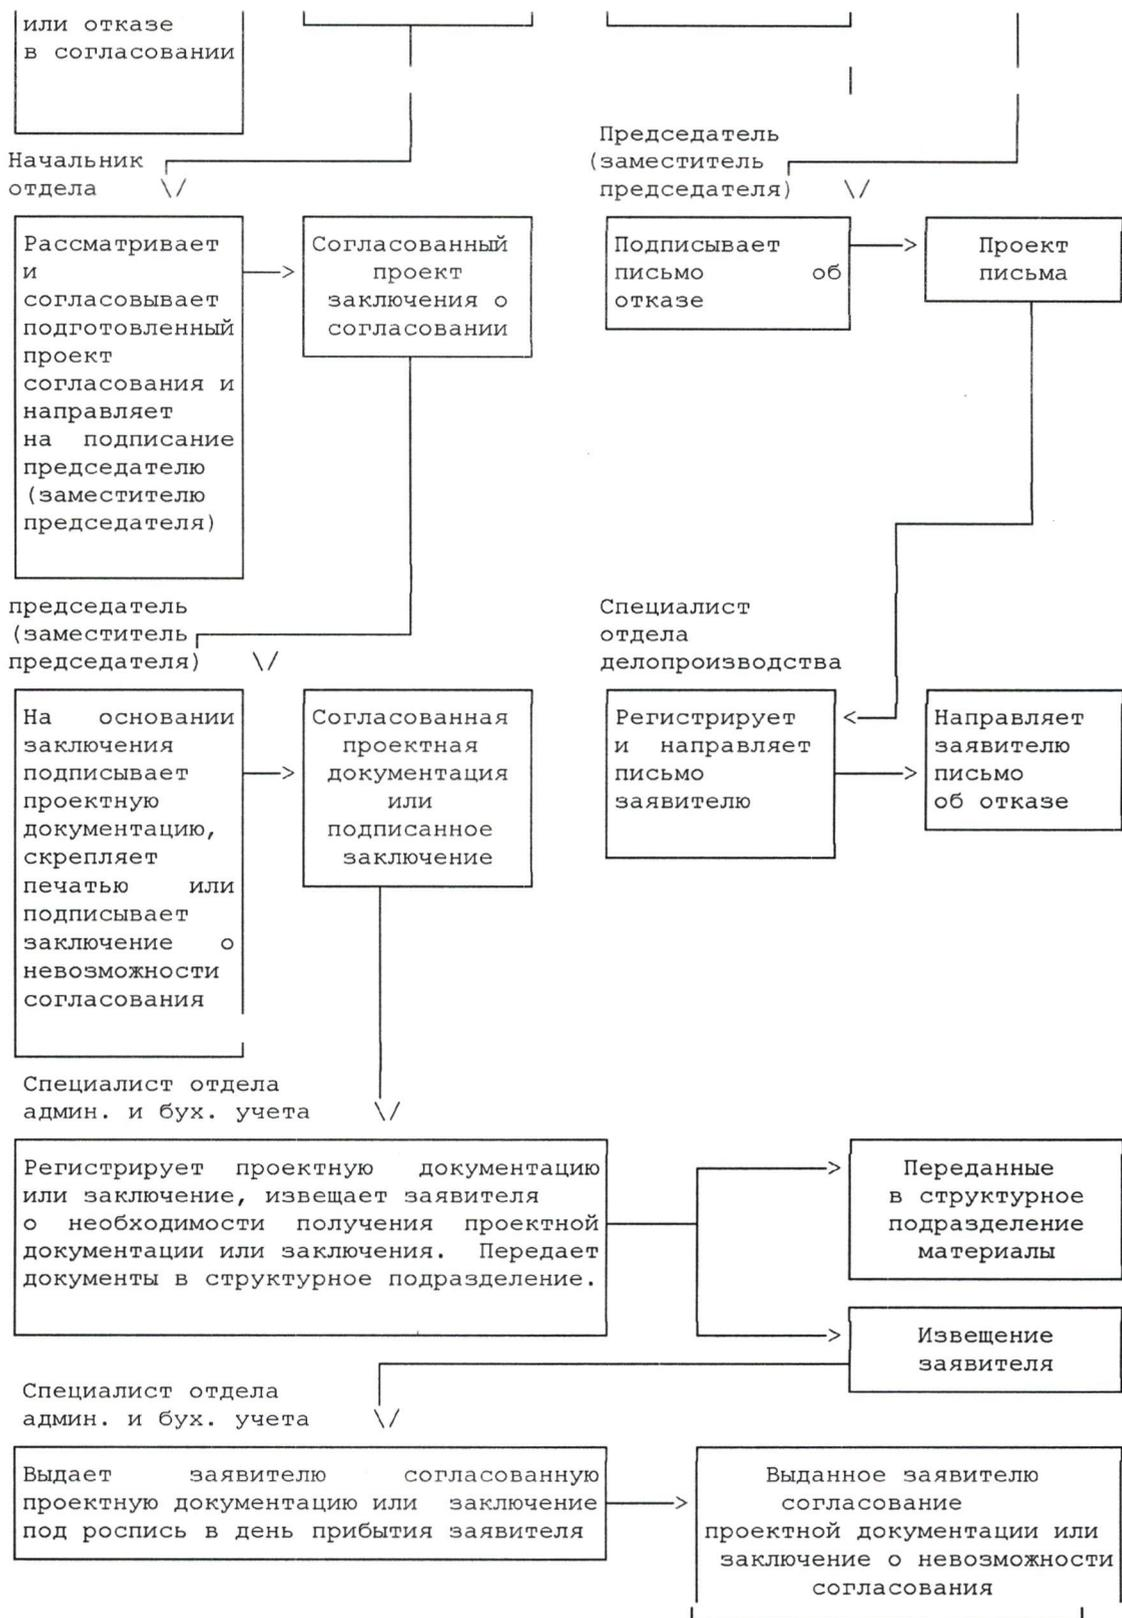 или отказе
в согласовании
Начальник
отдела
\/
Рассматривает
и
согласовывает
подготовленный
проект
согласования и
направляет
на подписание
председателю
(заместителю
председателя)
Согласованный
проект
заключения о
согласовании
председатель
(заместитель
председателя)
\/
На основании
заключения
подписывает
проектную
документацию,
скрепляет
печатью или
подписывает
заключение о
невозможности
согласования
Согласованная
проектная
документация
или
подписанное
заключение
Председатель
(заместитель
председателя)
\/
Подписывает
письмо об
отказе
Проект
письма
Специалист
отдела
делопроизводства
Регистрирует
и направляет
письмо
заявителю
Направляет
заявителю
письмо
об отказе
Специалист отдела
админ. и бух. учета
\/
Регистрирует проектную документацию
или заключение, извещает заявителя
о необходимости получения проектной
документации или заключения. Передает
документы в структурное подразделение.
Переданные
в структурное
подразделение
материалы
Извещение
заявителя
Специалист отдела
админ. и бух. учета
\/
Выдает заявителю согласованную
проектную документацию или заключение
под роспись в день прибытия заявителя
Выданное заявителю
согласование
проектной документации или
заключение о невозможности
согласования